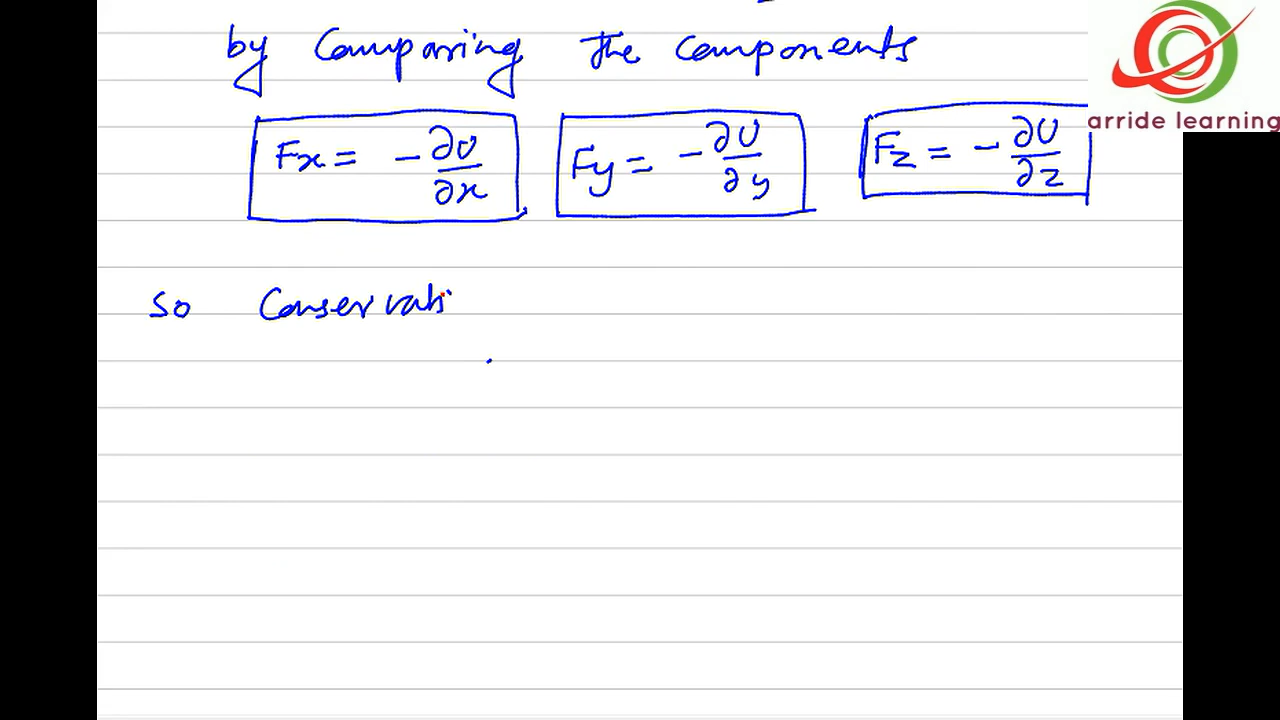 by Comparing the Components
arride learning
Fx = - ∂U/∂x Fy = - ∂U/∂y Fz = - ∂U/∂z
so Conservati